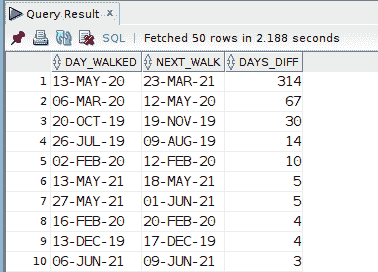 Query Result x
SQL | Fetched 50 rows in 2.188 seconds
DAY_WALKED NEXT_WALK DAYS_DIFF
1 13-MAY-20 23-MAR-21 314
2 06-MAR-20 12-MAY-20 67
3 20-OCT-19 19-NOV-19 30
4 26-JUL-19 09-AUG-19 14
5 02-FEB-20 12-FEB-20 10
6 13-MAY-21 18-MAY-21 5
7 27-MAY-21 01-JUN-21 5
8 16-FEB-20 20-FEB-20 4
9 13-DEC-19 17-DEC-19 4
10 06-JUN-21 09-JUN-21 3